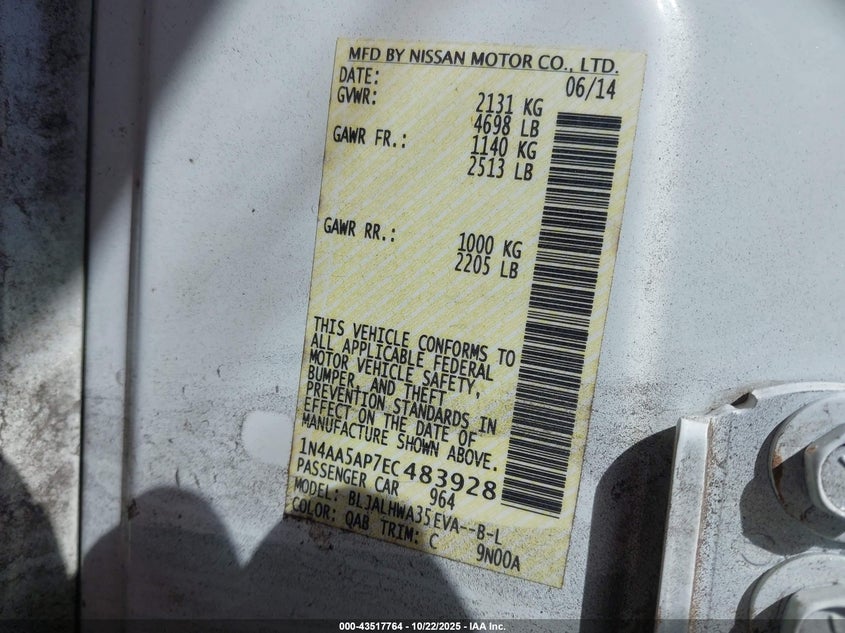 MFD BY NISSAN MOTOR CO., LTD.
DATE: 06/14
GVWR: 2131 KG
4698 LB
GAWR FR.: 1140 KG
2513 LB
GAWR RR.: 1000 KG
2205 LB
THIS VEHICLE CONFORMS TO
ALL APPLICABLE FEDERAL
MOTOR VEHICLE SAFETY,
BUMPER, AND THEFT
PREVENTION STANDARDS IN
EFFECT ON THE DATE OF
MANUFACTURE SHOWN ABOVE.
1N4AA5AP7EC483928
PASSENGER CAR 964
MODEL: BLJALHWA35EVA--B-L
COLOR: QAB TRIM: C 9N00A
000-43517764 - 10/22/2025 - IAA Inc.